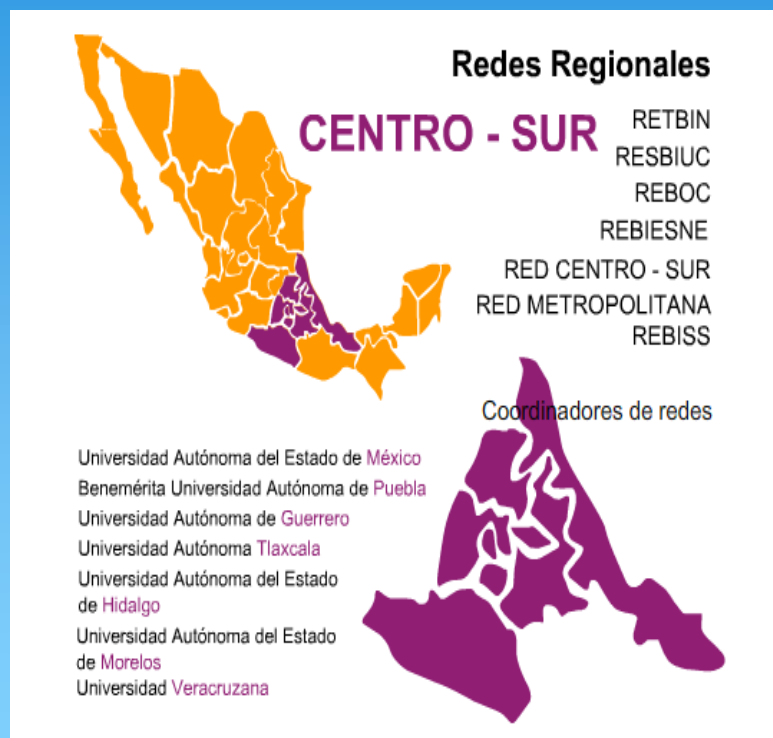 Redes Regionales
CENTRO - SUR
RETBIN
RESBIUC
REBOC
REBIESNE
RED CENTRO - SUR
RED METROPOLITANA
REBISS
Coordinadores de redes
Universidad Autónoma del Estado de México
Benemérita Universidad Autónoma de Puebla
Universidad Autónoma de Guerrero
Universidad Autónoma Tlaxcala
Universidad Autónoma del Estado
de Hidalgo
Universidad Autónoma del Estado
de Morelos
Universidad Veracruzana